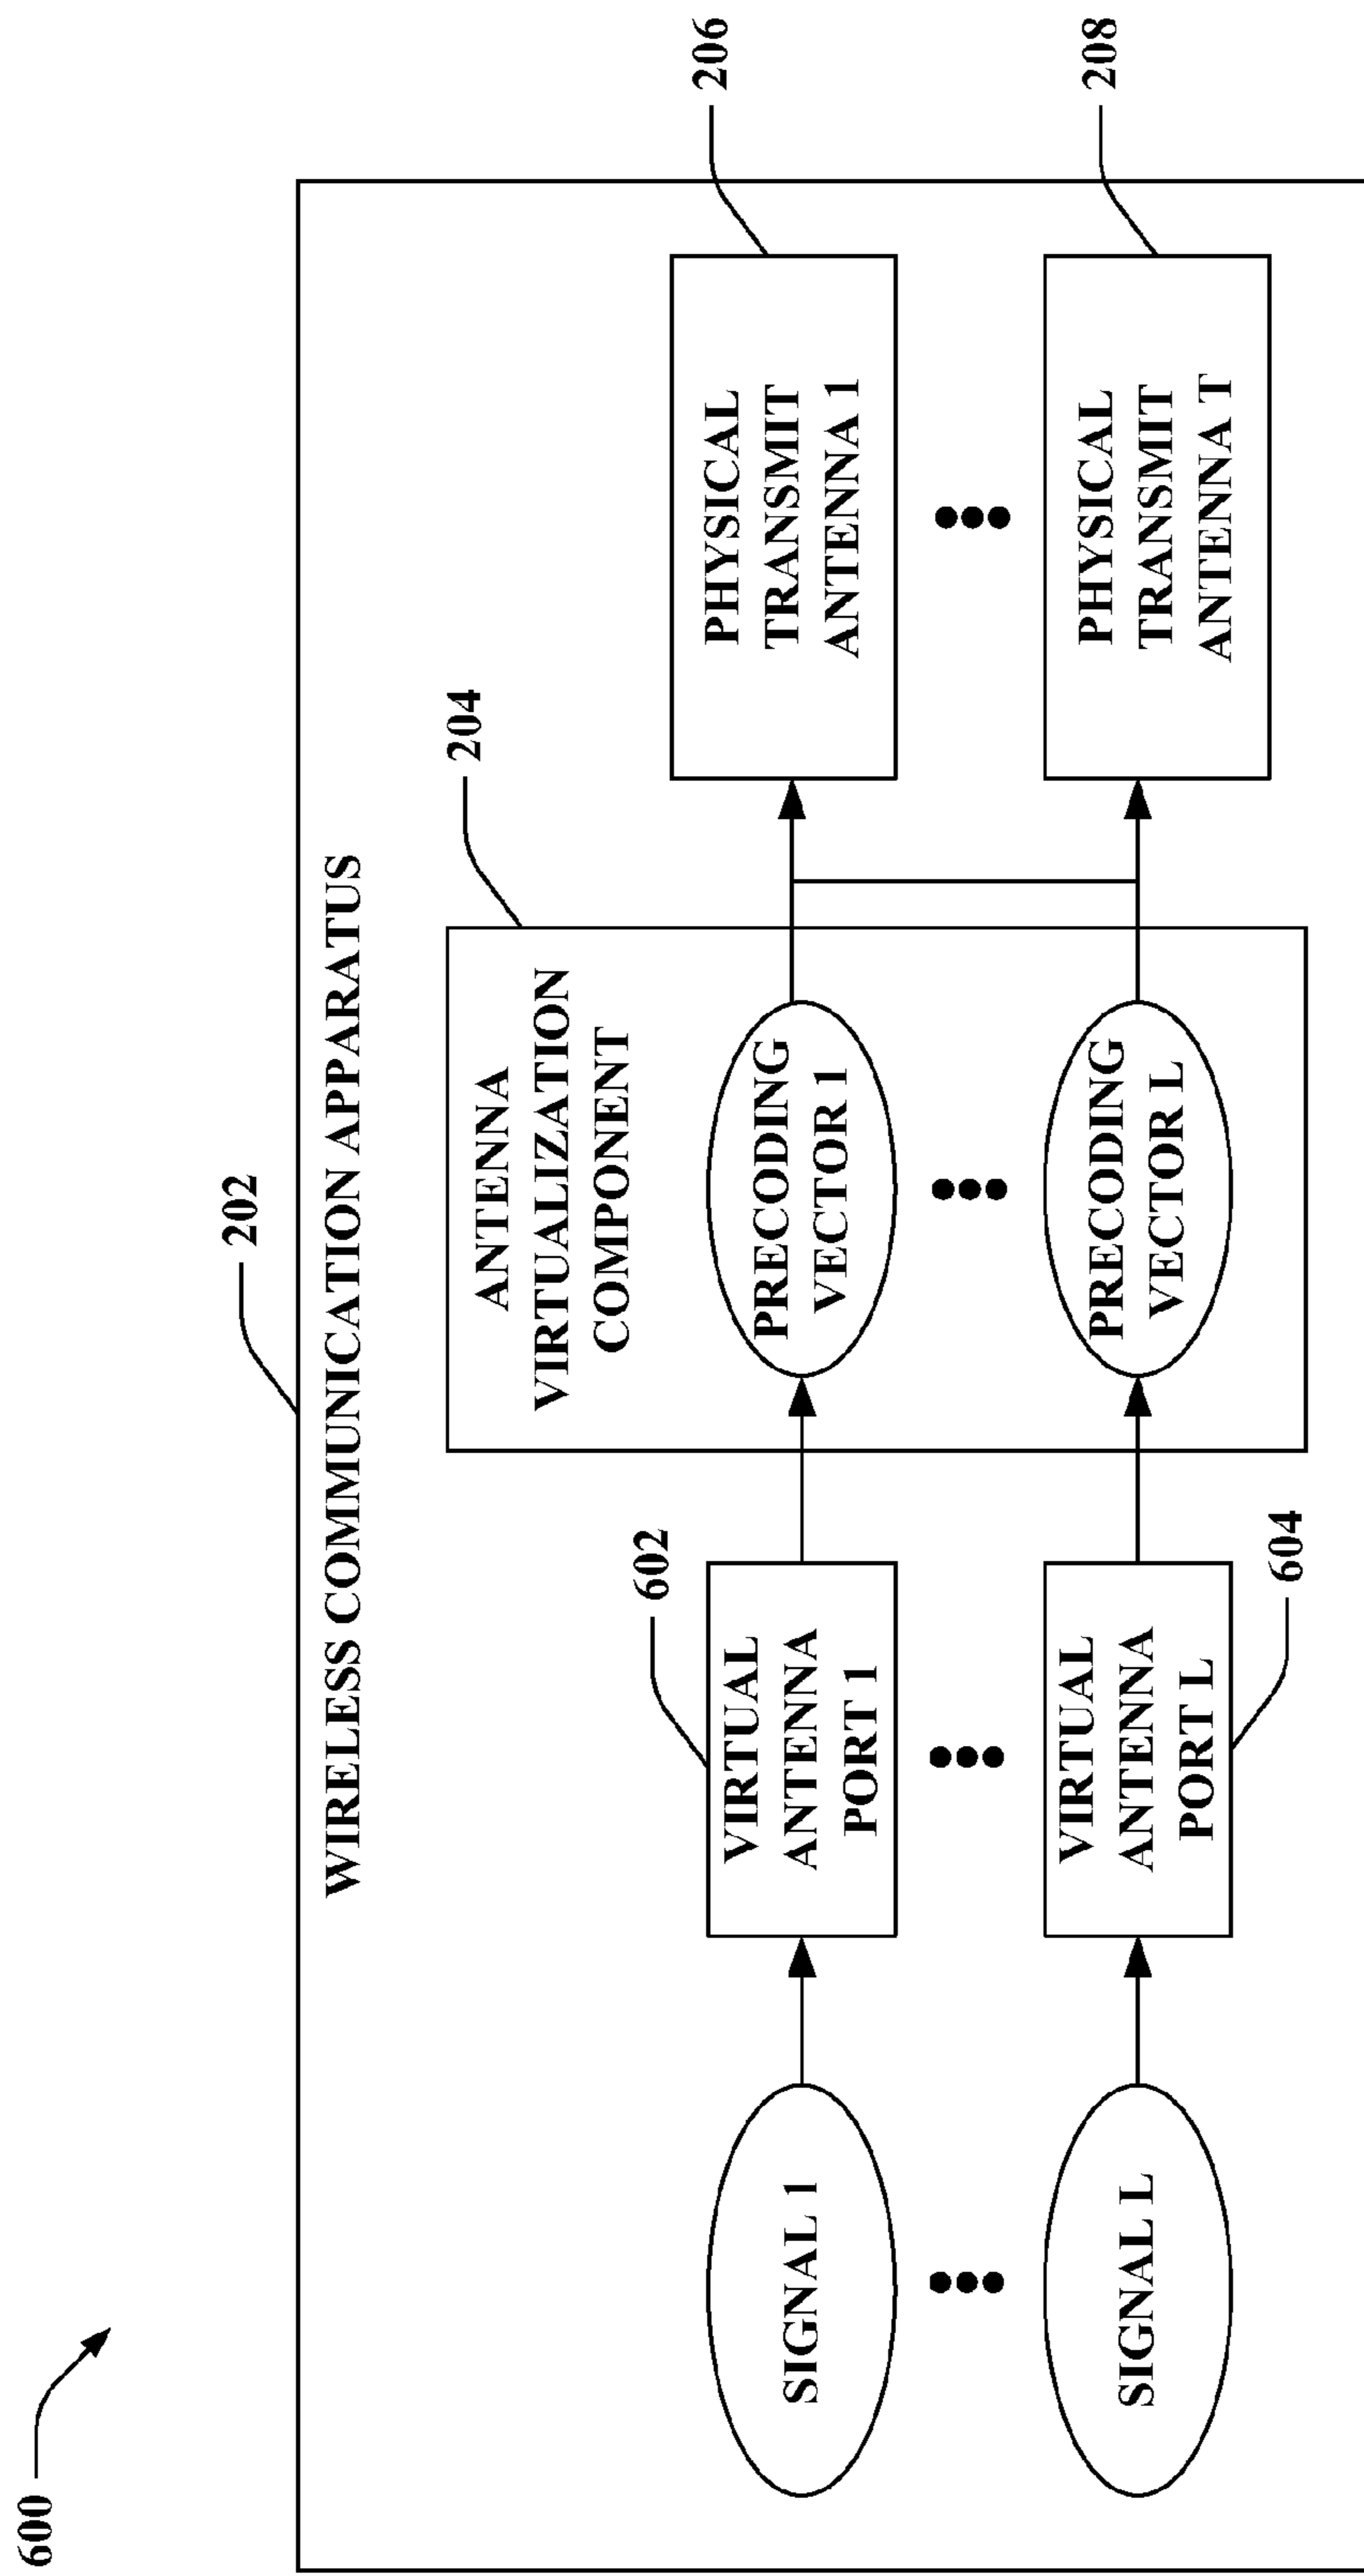 600
202
WIRELESS COMMUNICATION APPARATUS
204
ANTENNA
VIRTUALIZATION
COMPONENT
602
206
SIGNAL 1
VIRTUAL
ANTENNA
PORT 1
PRECODING
VECTOR 1
PHYSICAL
TRANSMIT
ANTENNA 1
208
SIGNAL L
VIRTUAL
ANTENNA
PORT L
PRECODING
VECTOR L
PHYSICAL
TRANSMIT
ANTENNA T
604